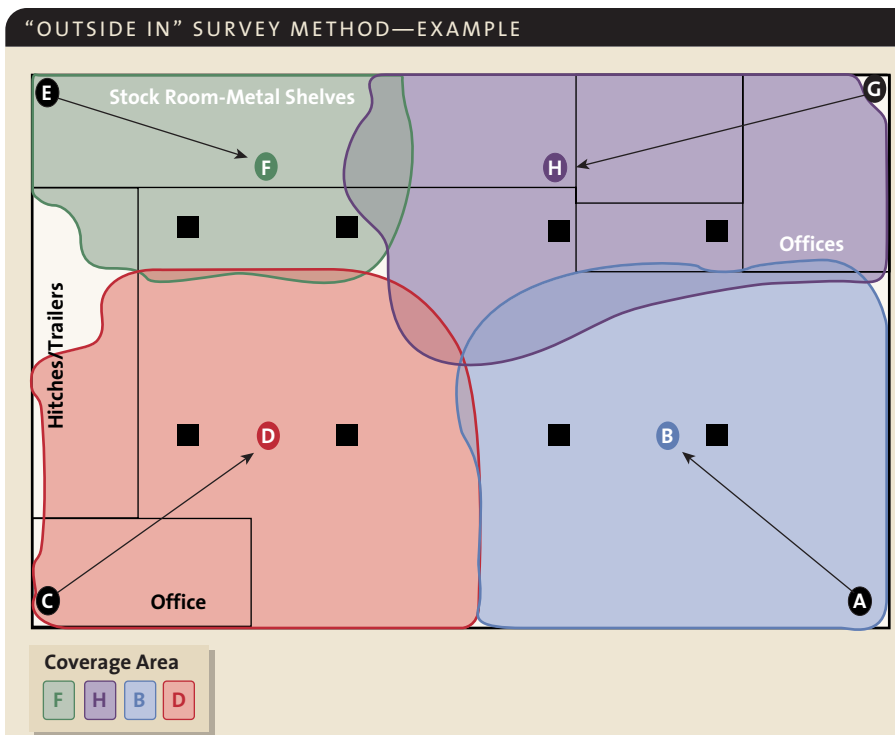 “OUTSIDE IN” SURVEY METHOD—EXAMPLE
E
Stock Room-Metal Shelves
G
F
H
Offices
Hitches/Trailers
D
B
C
Office
A
Coverage Area
F H B D